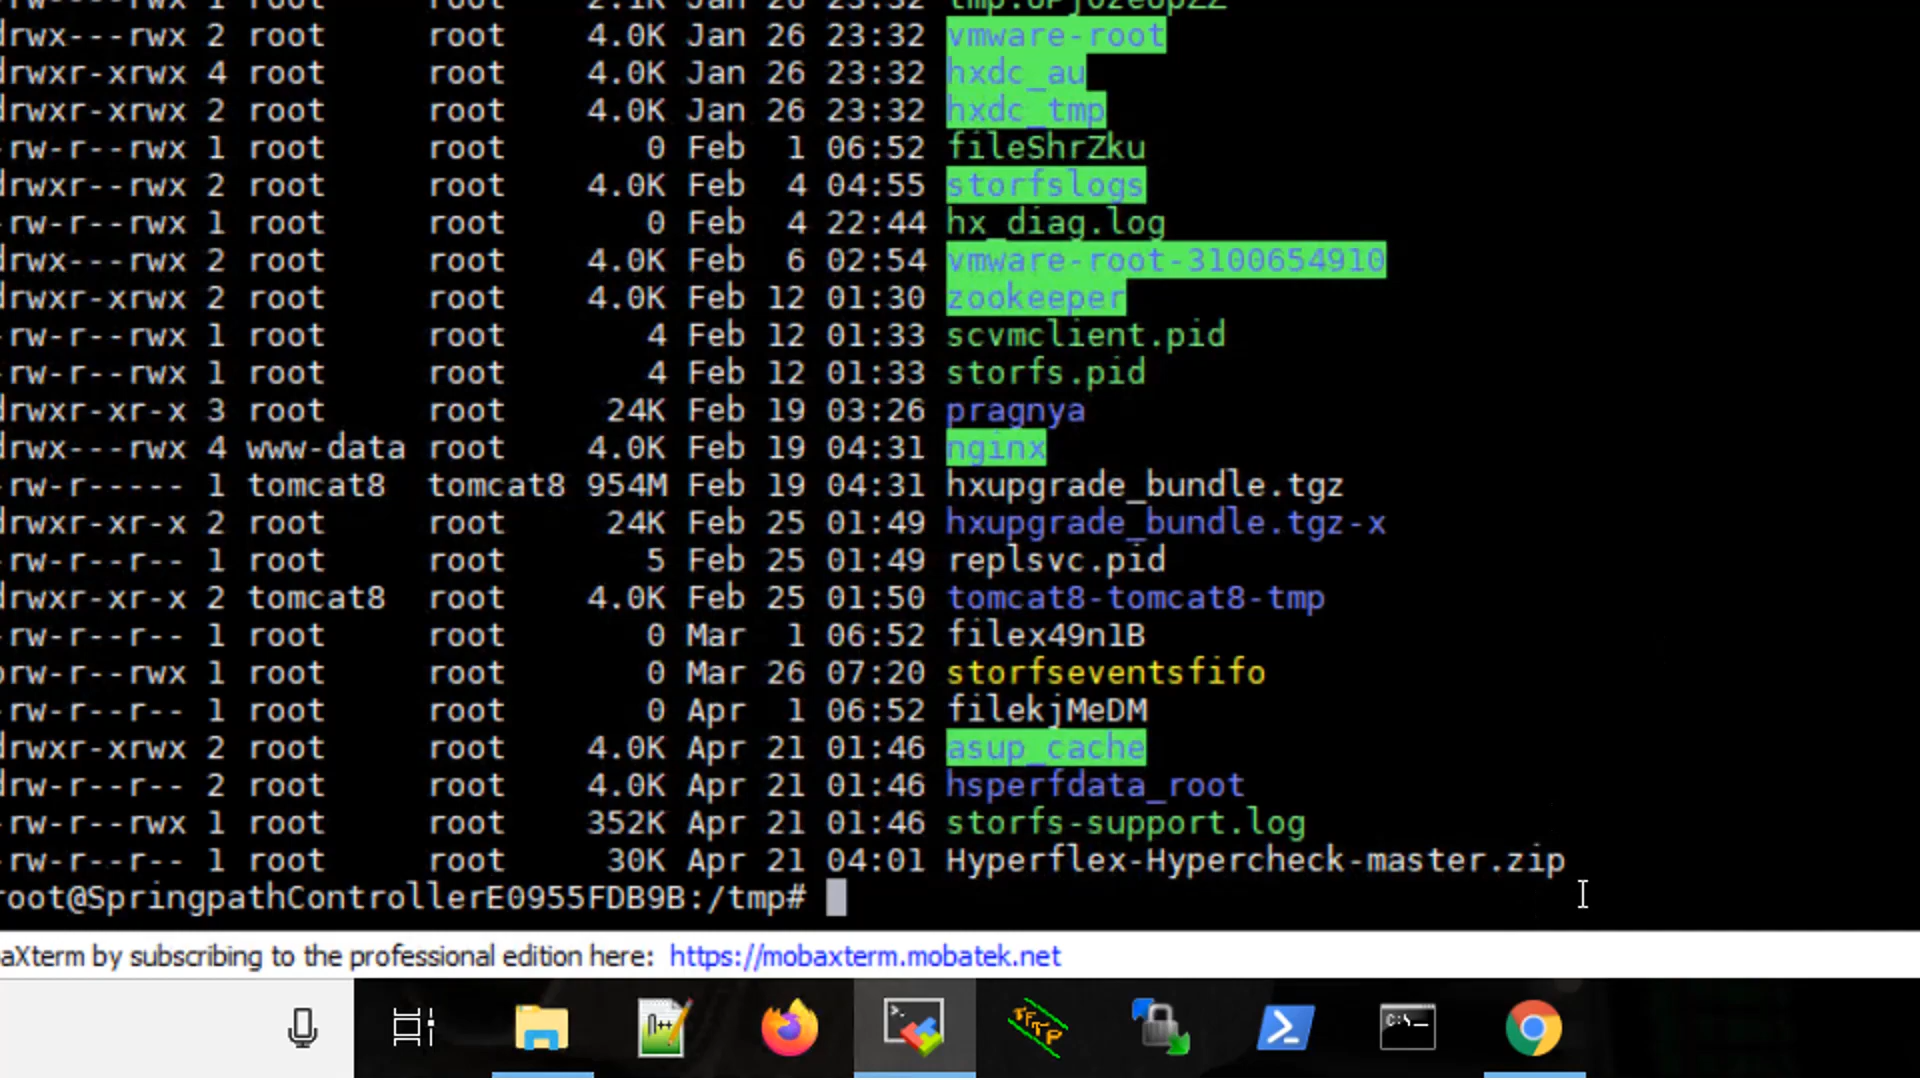 drwx---rwx 2 root root 4.0K Jan 26 23:32 vmware-root
drwxr-xrwx 4 root root 4.0K Jan 26 23:32 hxdc_au
drwxr-xrwx 2 root root 4.0K Jan 26 23:32 hxdc_tmp
-rw-r--rwx 1 root root 0 Feb 1 06:52 fileShrZku
drwxr--rwx 2 root root 4.0K Feb 4 04:55 storfslogs
-rw-r--rwx 1 root root 0 Feb 4 22:44 hx_diag.log
drwx---rwx 2 root root 4.0K Feb 6 02:54 vmware-root-3100654910
drwxr-xrwx 2 root root 4.0K Feb 12 01:30 zookeeper
-rw-r--rwx 1 root root 4 Feb 12 01:33 scvmclient.pid
-rw-r--rwx 1 root root 4 Feb 12 01:33 storfs.pid
drwxr-xr-x 3 root root 24K Feb 19 03:26 pragnya
drwx---rwx 4 www-data root 4.0K Feb 19 04:31 nginx
-rw-r----- 1 tomcat8 tomcat8 954M Feb 19 04:31 hxupgrade_bundle.tgz
drwxr-xr-x 2 root root 24K Feb 25 01:49 hxupgrade_bundle.tgz-x
-rw-r--r-- 1 root root 5 Feb 25 01:49 replsvc.pid
drwxr-xr-x 2 tomcat8 root 4.0K Feb 25 01:50 tomcat8-tomcat8-tmp
-rw-r--r-- 1 root root 0 Mar 1 06:52 filex49n1B
prw-r--rwx 1 root root 0 Mar 26 07:20 storfseventsfifo
-rw-r--r-- 1 root root 0 Apr 1 06:52 filekjMeDM
drwxr-xrwx 2 root root 4.0K Apr 21 01:46 asup_cache
drw-r--r-- 2 root root 4.0K Apr 21 01:46 hsperfdata_root
-rw-r--rwx 1 root root 352K Apr 21 01:46 storfs-support.log
-rw-r--r-- 1 root root 30K Apr 21 04:01 Hyperflex-Hypercheck-master.zip
root@SpringpathControllerE0955FDB9B:/tmp#
aXterm by subscribing to the professional edition here: https://mobaxterm.mobatek.net
TFTP
C:\